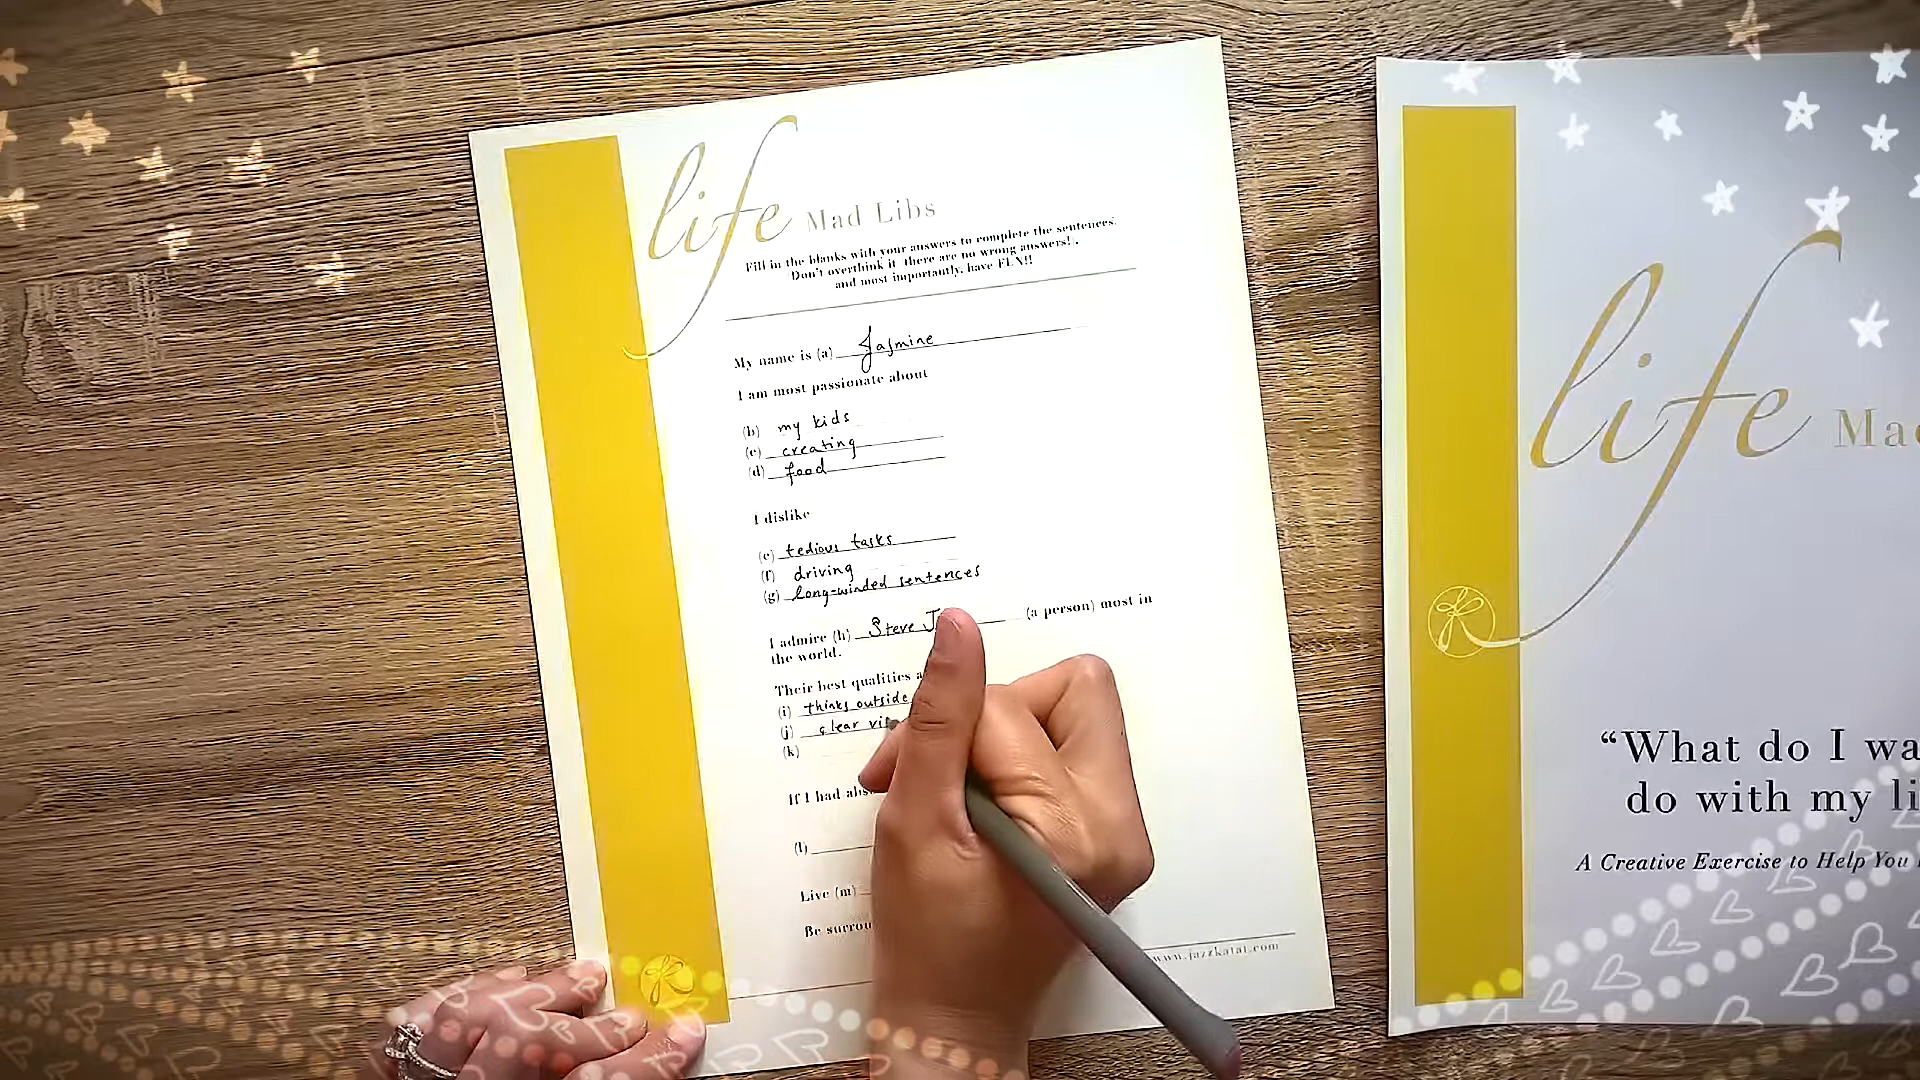 life Mad Libs
Fill in the blanks with your answers to complete the sentences.
Don't overthink it there are no wrong answers!
and most importantly, have FUN!!
My name is (a) Jasmine
I am most passionate about
(b) my kids
(c) creating
(d) food
I dislike
(e) tedious tasks
(f) driving
(g) long-winded sentences
I admire (h) Steve J (a person) most in
the world.
Their best qualities a
(i) thinks outside
(j) clear vis
(k)
If I had abs
(l)
Live (m)
Be surrou
www.jazzkatat.com
life Mad
"What do I wa
do with my li
A Creative Exercise to Help You